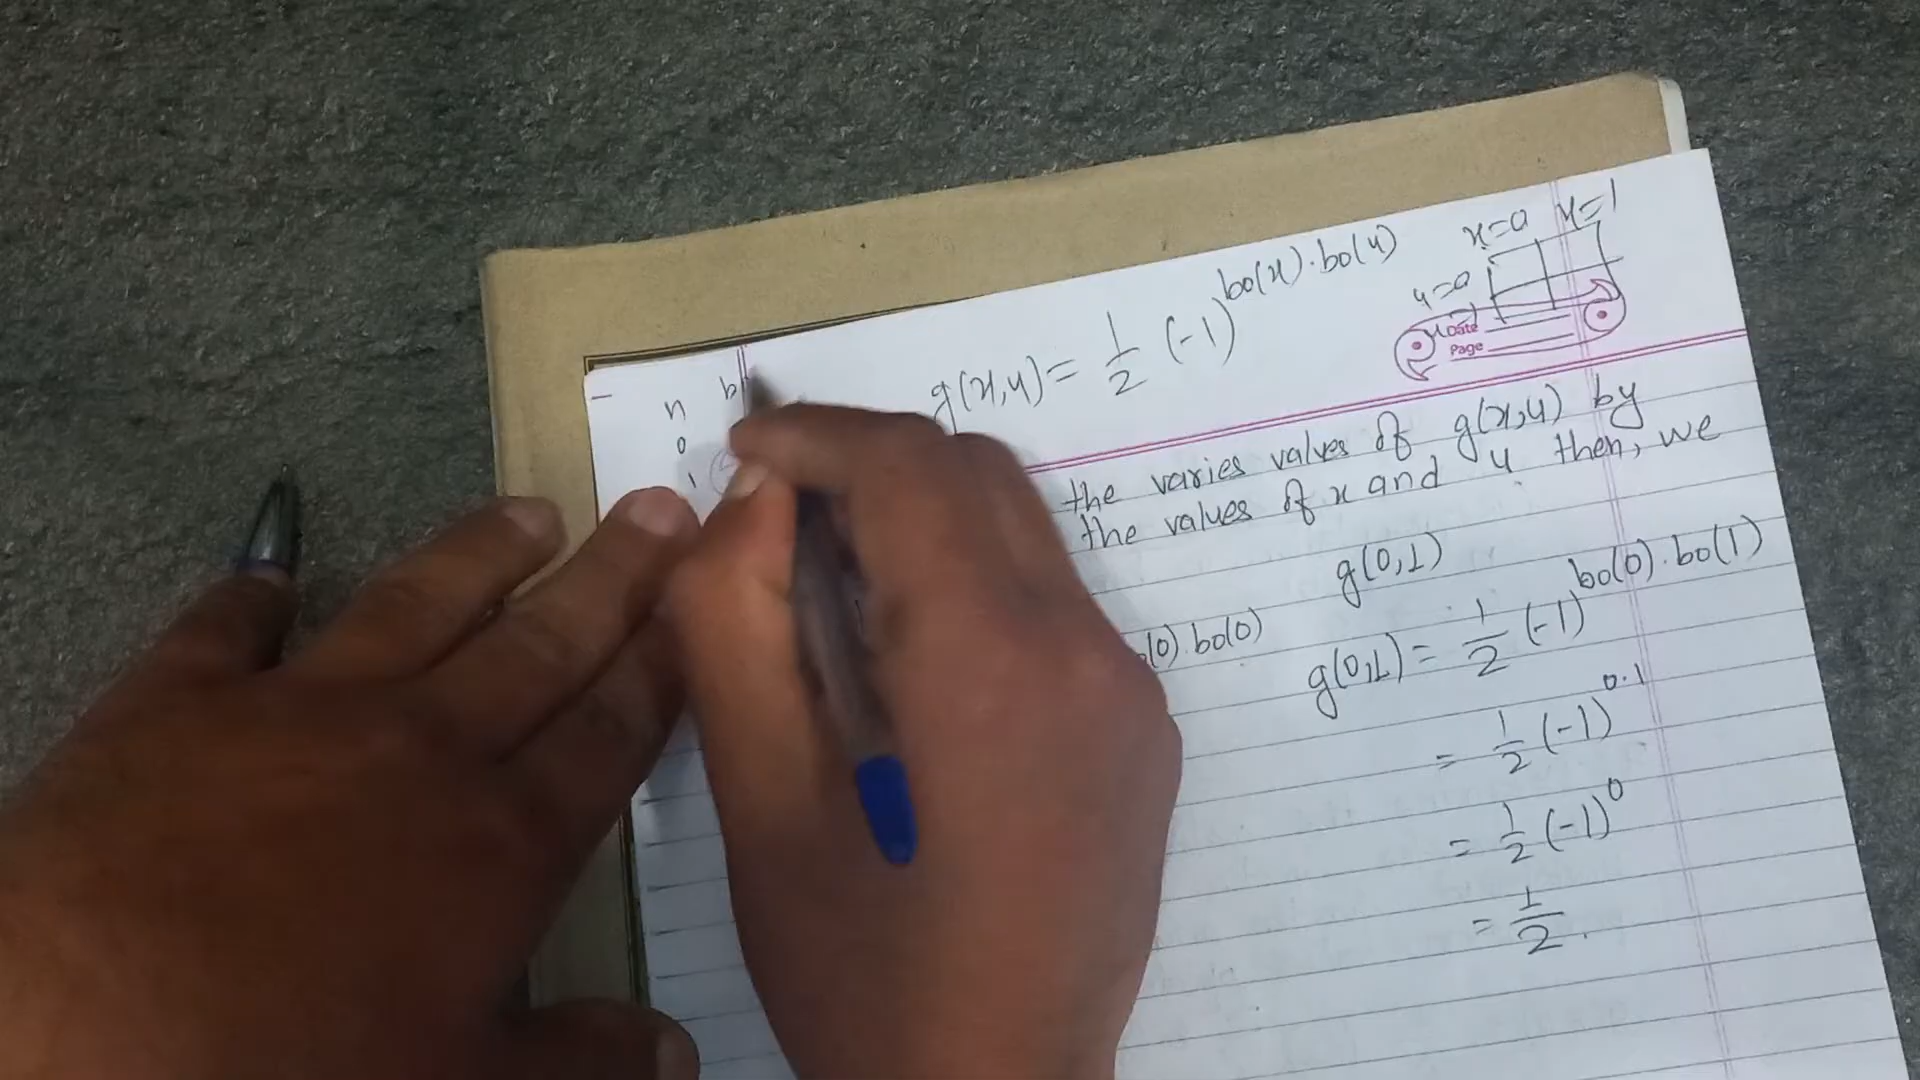 x=0 x=1
y=0
Date
Page
g(x,y) = 1/2 (-1)^bo(x).bo(y)
n
0
1
the varies values of g(x,y) by
the values of x and y then, we
g(0,1)
(0).bo(0)
g(0,1) = 1/2 (-1)^bo(0).bo(1)
= 1/2 (-1)^0.1
= 1/2 (-1)^0
= 1/2.